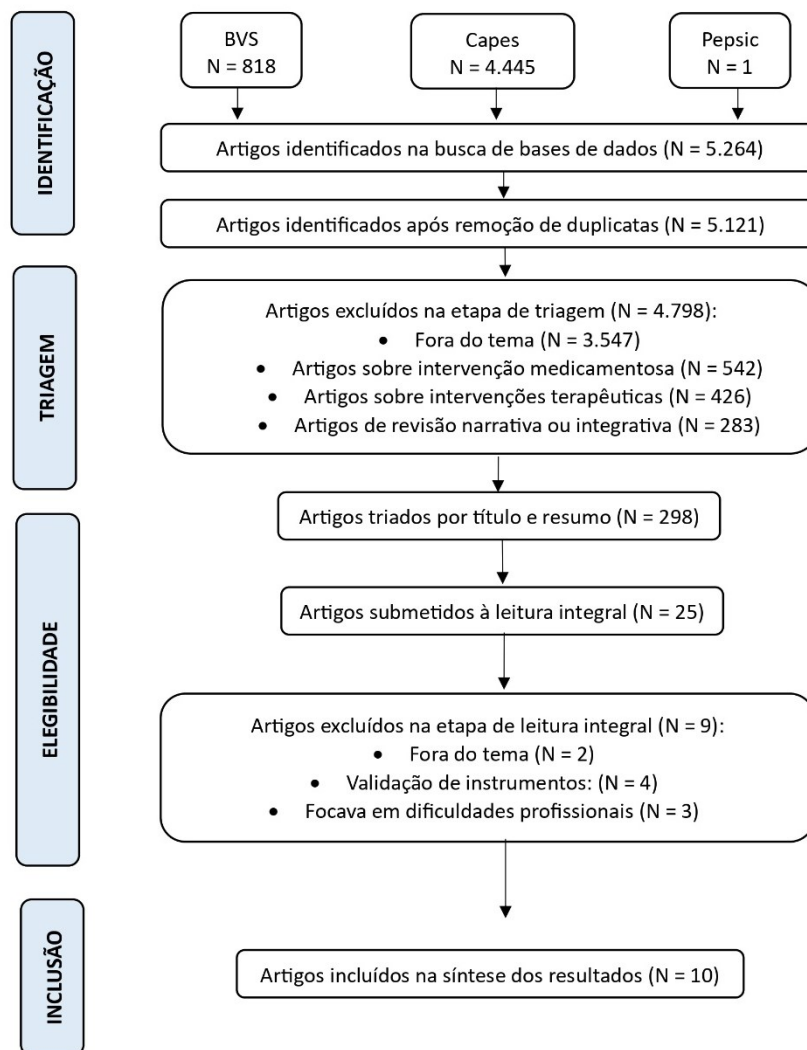 IDENTIFICAÇÃO
BVS
N = 818
Capes
N = 4.445
Pepsic
N = 1
Artigos identificados na busca de bases de dados (N = 5.264)
Artigos identificados após remoção de duplicatas (N = 5.121)
TRIAGEM
Artigos excluídos na etapa de triagem (N = 4.798):
• Fora do tema (N = 3.547)
• Artigos sobre intervenção medicamentosa (N = 542)
• Artigos sobre intervenções terapêuticas (N = 426)
• Artigos de revisão narrativa ou integrativa (N = 283)
ELEGIBILIDADE
Artigos triados por título e resumo (N = 298)
Artigos submetidos à leitura integral (N = 25)
Artigos excluídos na etapa de leitura integral (N = 9):
• Fora do tema (N = 2)
• Validação de instrumentos: (N = 4)
• Focava em dificuldades profissionais (N = 3)
INCLUSÃO
Artigos incluídos na síntese dos resultados (N = 10)